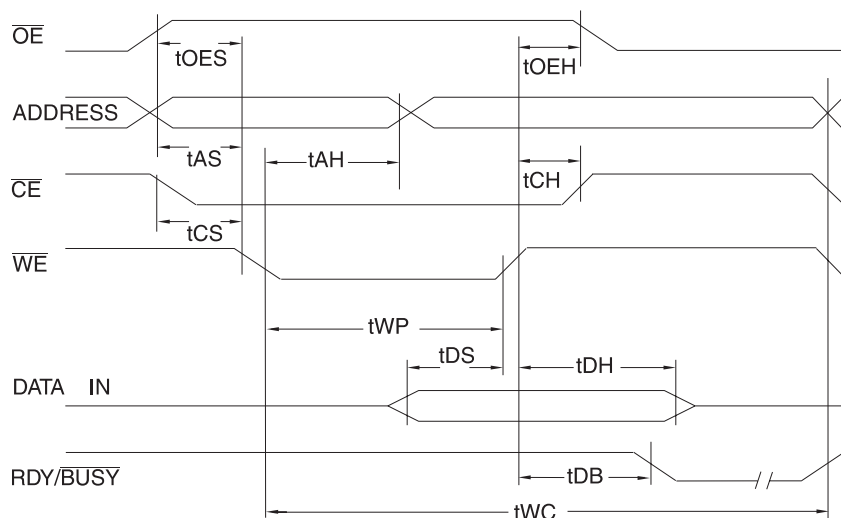 OE
tOES
tOEH
ADDRESS
tAS
tAH
tCH
CE
tCS
WE
tWP
tDS
tDH
DATA IN
RDY/BUSY
tDB
tWC